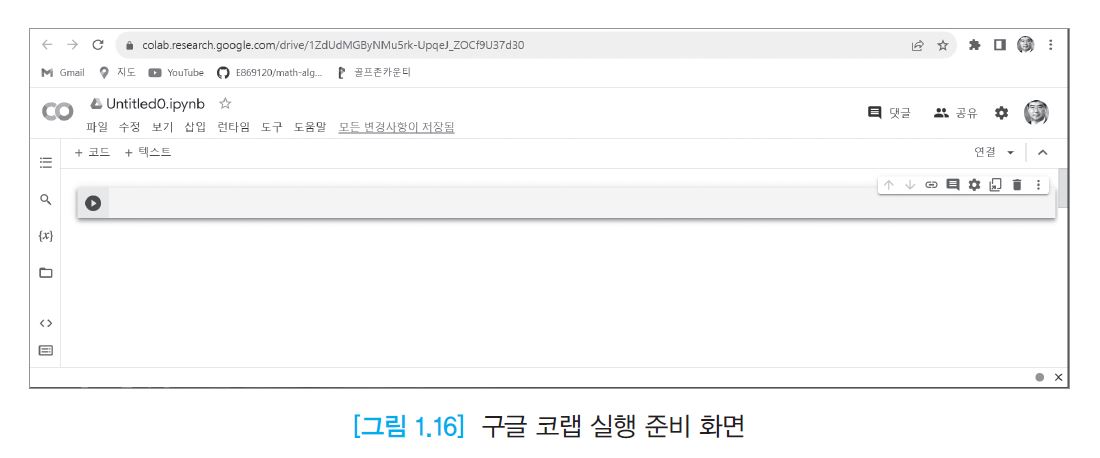 colab.research.google.com/drive/1ZdUdMGByNMu5rk-UpqeJ_ZOCf9U37d30
Gmail 지도 YouTube E869120/math-alg... 골프존카운티
CO Untitled0.ipynb
댓글 공유
파일 수정 보기 삽입 런타임 도구 도움말 모든 변경사항이 저장됨
+ 코드 + 텍스트 연결
{x}
<>
[그림 1.16] 구글 코랩 실행 준비 화면